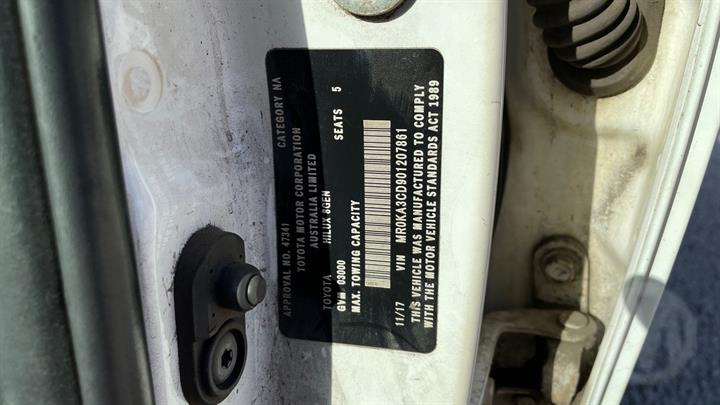 APPROVAL NO. 47341 CATEGORY NA
TOYOTA MOTOR CORPORATION
AUSTRALIA LIMITED
TOYOTA HILUX 8GEN
GVM 03000 SEATS 5
MAX. TOWING CAPACITY
11/17 VIN MR0KA3CD901207861
THIS VEHICLE WAS MANUFACTURED TO COMPLY
WITH THE MOTOR VEHICLE STANDARDS ACT 1989